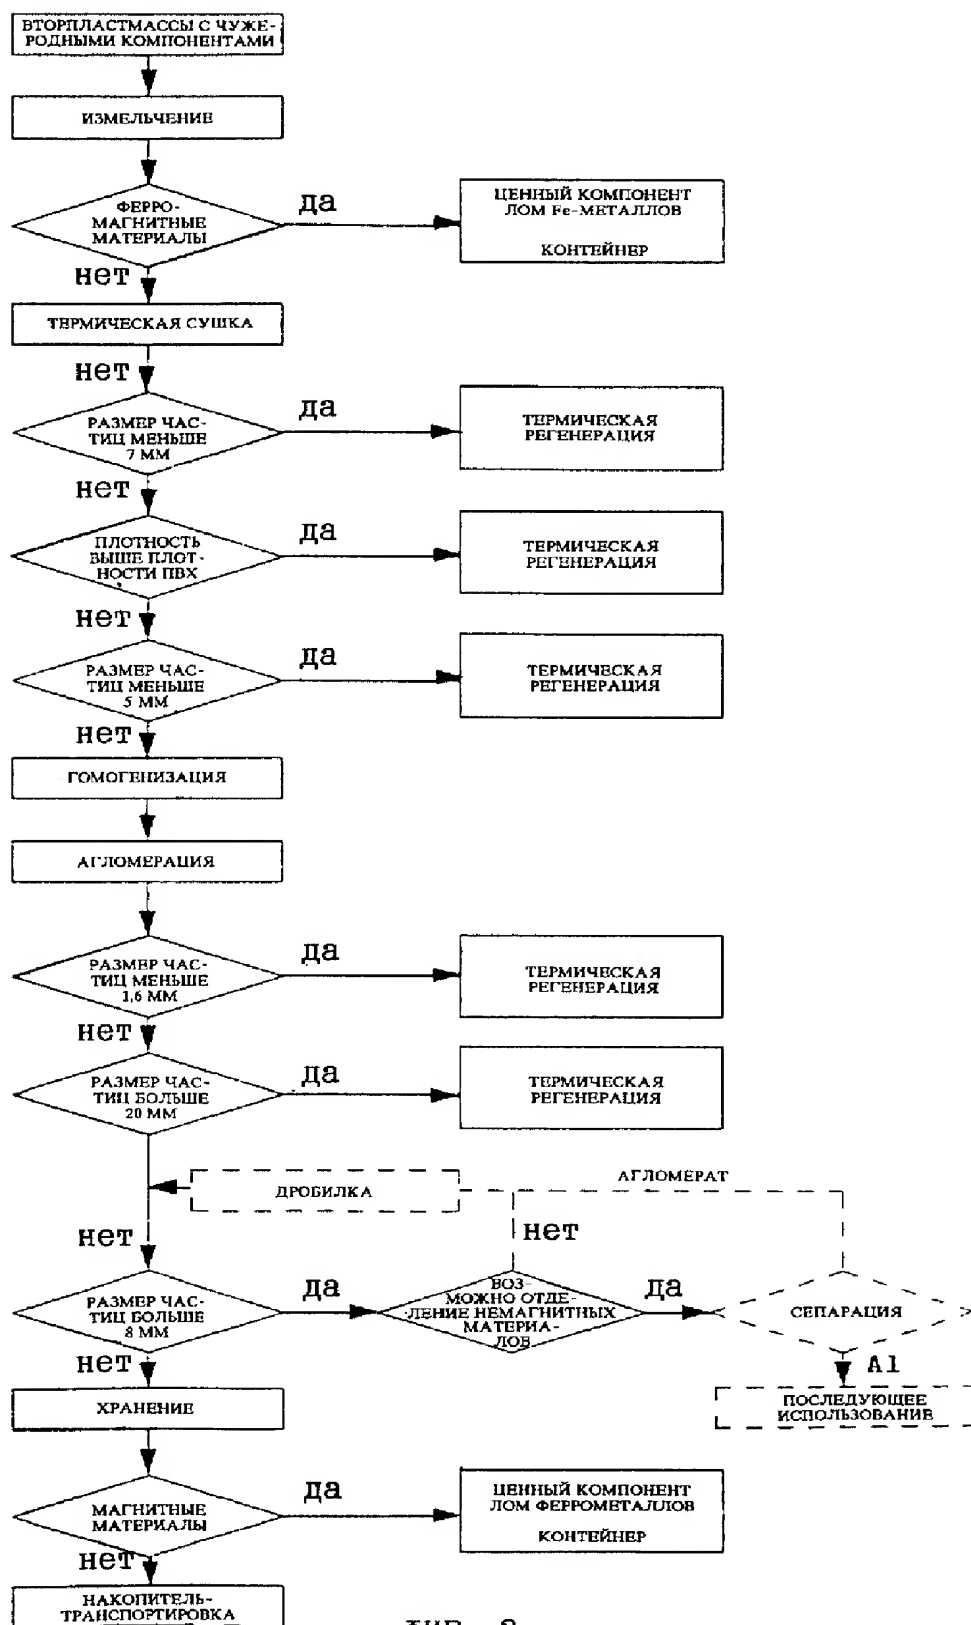 ВТОРПЛАСТМАССЫ С ЧУЖЕ-
РОДНЫМИ КОМПОНЕНТАМИ
ИЗМЕЛЬЧЕНИЕ
ФЕРРО-
МАГНИТНЫЕ
МАТЕРИАЛЫ
да
ЦЕННЫЙ КОМПОНЕНТ
ЛОМ Fe-МЕТАЛЛОВ
КОНТЕЙНЕР
нет
ТЕРМИЧЕСКАЯ СУШКА
нет
РАЗМЕР ЧАС-
ТИЦ МЕНЬШЕ
7 ММ
да
ТЕРМИЧЕСКАЯ
РЕГЕНЕРАЦИЯ
нет
ПЛОТНОСТЬ
ВЫШЕ ПЛОТ-
НОСТИ ПВХ
да
ТЕРМИЧЕСКАЯ
РЕГЕНЕРАЦИЯ
нет
РАЗМЕР ЧАС-
ТИЦ МЕНЬШЕ
5 ММ
да
ТЕРМИЧЕСКАЯ
РЕГЕНЕРАЦИЯ
нет
ГОМОГЕНИЗАЦИЯ
АГЛОМЕРАЦИЯ
РАЗМЕР ЧАС-
ТИЦ МЕНЬШЕ
1,6 ММ
да
ТЕРМИЧЕСКАЯ
РЕГЕНЕРАЦИЯ
нет
РАЗМЕР ЧАС-
ТИЦ БОЛЬШЕ
20 ММ
да
ТЕРМИЧЕСКАЯ
РЕГЕНЕРАЦИЯ
ДРОБИЛКА
АГЛОМЕРАТ
нет
нет
РАЗМЕР ЧАС-
ТИЦ БОЛЬШЕ
8 ММ
да
ВОЗ-
МОЖНО ОТДЕ-
ЛЕНИЕ НЕМАГНИТНЫХ
МАТЕРИА-
ЛОВ
да
СЕПАРАЦИЯ
нет
Al
ХРАНЕНИЕ
ПОСЛЕДУЮЩЕЕ
ИСПОЛЬЗОВАНИЕ
МАГНИТНЫЕ
МАТЕРИАЛЫ
да
ЦЕННЫЙ КОМПОНЕНТ
ЛОМ ФЕРРОМЕТАЛЛОВ
КОНТЕЙНЕР
нет
НАКОПИТЕЛЬ-
ТРАНСПОРТИРОВКА